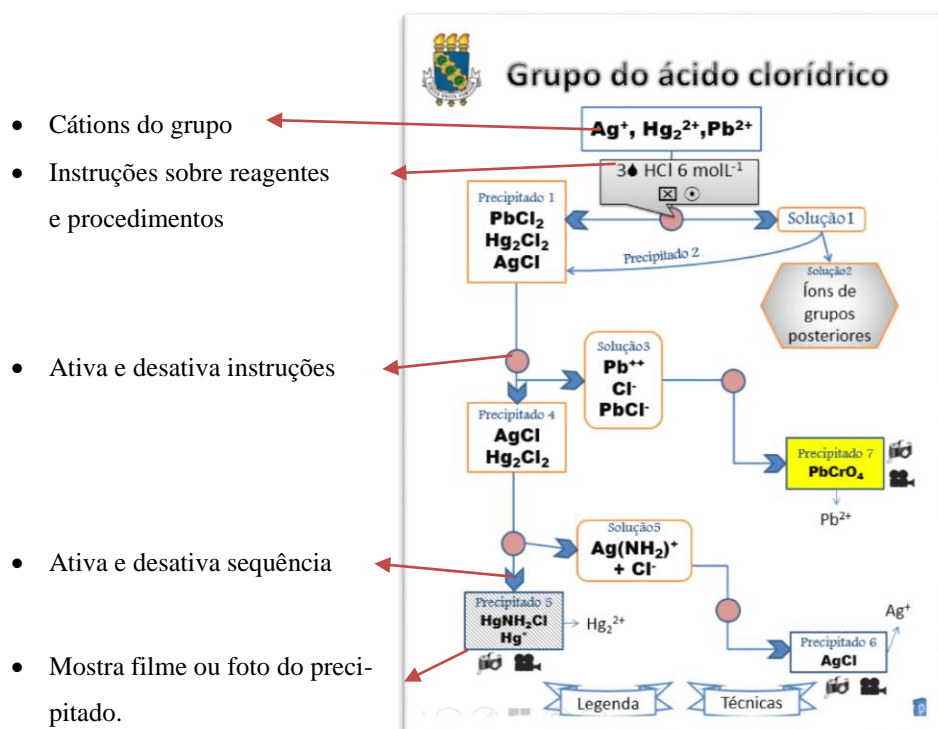 Grupo do ácido clorídrico
• Cátions do grupo
• Instruções sobre reagentes
e procedimentos
• Ativa e desativa instruções
• Ativa e desativa sequência
• Mostra filme ou foto do preci-
pitado.
Ag⁺, Hg₂²⁺,Pb²⁺
3 HCl 6 molL⁻¹
Precipitado 1
PbCl₂
Hg₂Cl₂
AgCl
Solução1
Precipitado 2
Solução2
Íons de
grupos
posteriores
Solução3
Pb⁺⁺
Cl⁻
PbCl⁻
Precipitado 4
AgCl
Hg₂Cl₂
Precipitado 7
PbCrO₄
Pb²⁺
Solução5
Ag(NH₂)⁺
+ Cl⁻
Precipitado 5
HgNH₂Cl
Hg°
Hg₂²⁺
Ag⁺
Precipitado 6
AgCl
Legenda
Técnicas